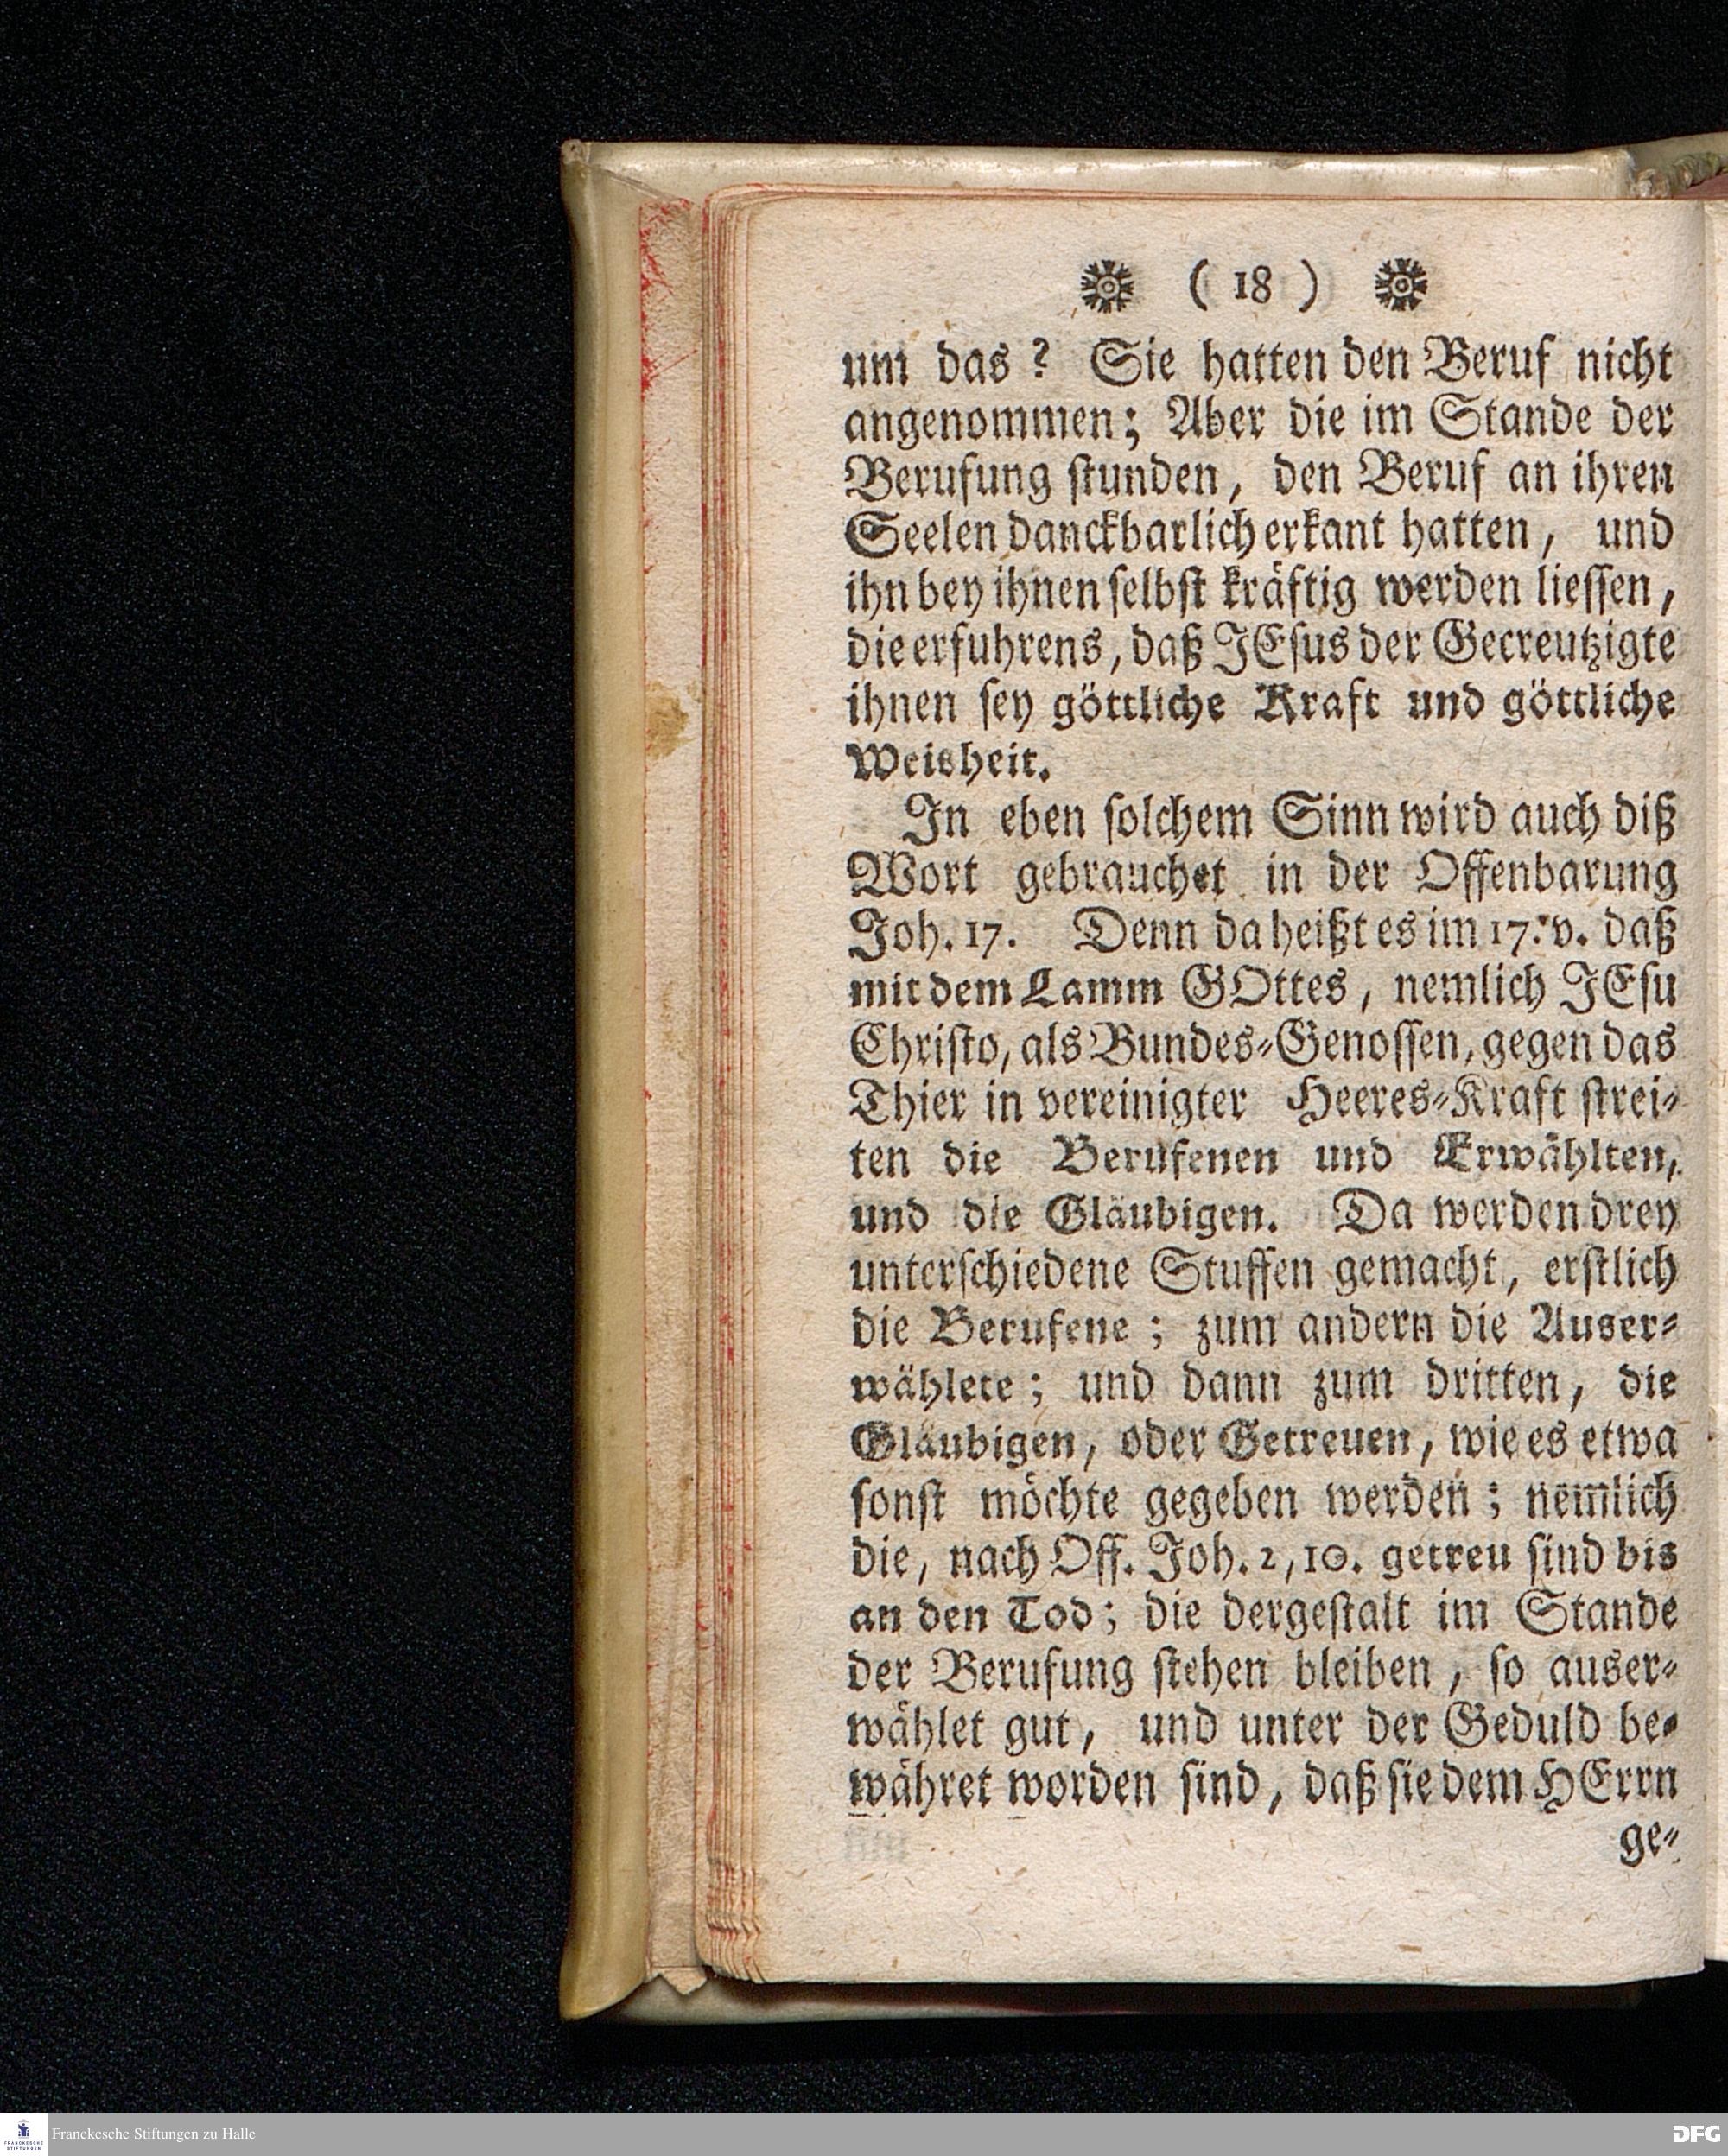 ( 18 )
um das? Sie hatten den Beruf nicht
angenommen; Aber die im Stande der
Berufung stunden, den Beruf an ihren
Seelen danckbarlich erkant hatten, und
ihn bey ihnen selbst kräftig werden liessen,
die erfuhrens, daß JEsus der Gecreutzigte
ihnen sey göttliche Kraft und göttliche
Weisheit.
In eben solchem Sinn wird auch diß
Wort gebrauchet in der Offenbarung
Joh. 17. Denn da heißt es im 17. v. daß
mit dem Lamm GOttes, nemlich JEsu
Christo, als Bundes-Genossen, gegen das
Thier in vereinigter Heeres-Kraft strei-
ten die Berufenen und Erwählten,
und die Gläubigen. Da werden drey
unterschiedene Stuffen gemacht, erstlich
die Berufene; zum andern die Auser-
wählete; und dann zum dritten, die
Gläubigen, oder Getreuen, wie es etwa
sonst möchte gegeben werden; nemlich
die, nach Off. Joh. 2, 10. getreu sind bis
an den Tod; die dergestalt im Stande
der Berufung stehen bleiben, so auser-
wählet gut, und unter der Geduld be-
währet worden sind, daß sie dem HErrn
ge-
Franckesche Stiftungen zu Halle
DFG